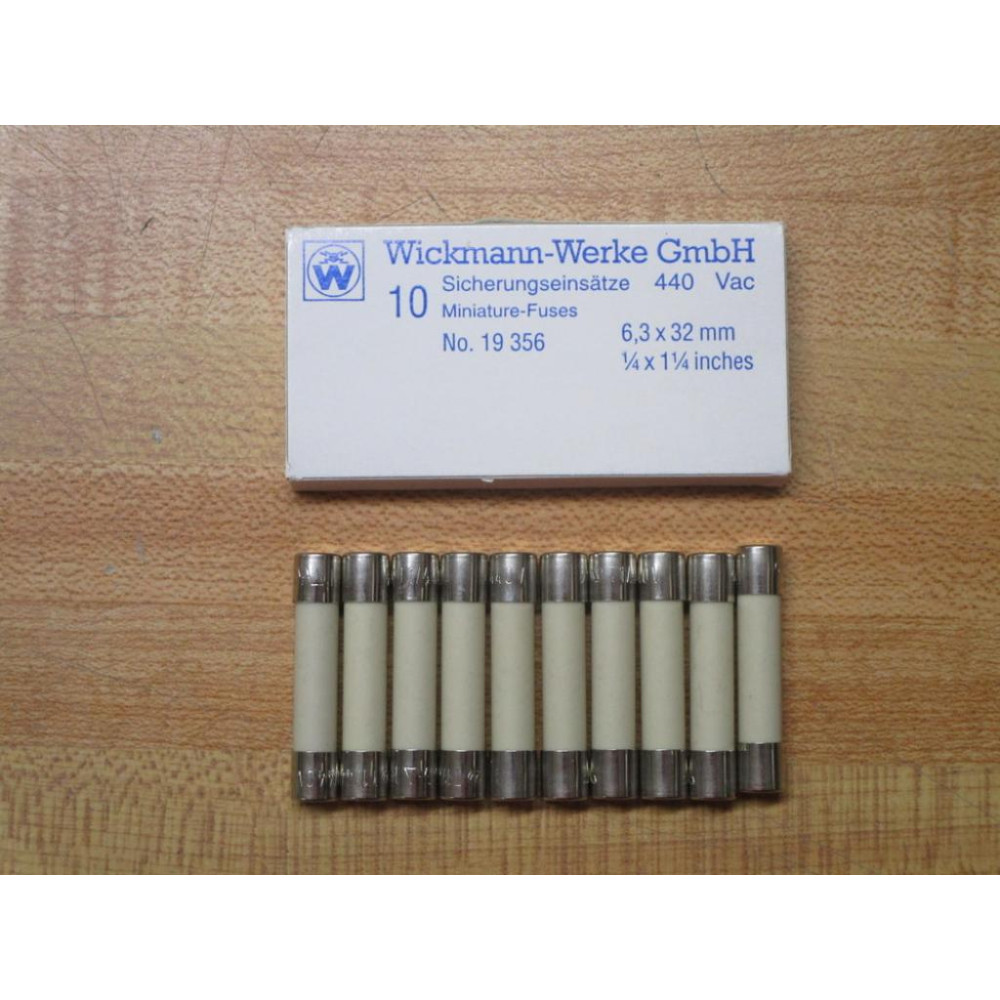 W
Wickmann-Werke GmbH
10 Sicherungseinsätze 440 Vac
Miniature-Fuses
No. 19 356 6,3 x 32 mm
¼ x 1¼ inches